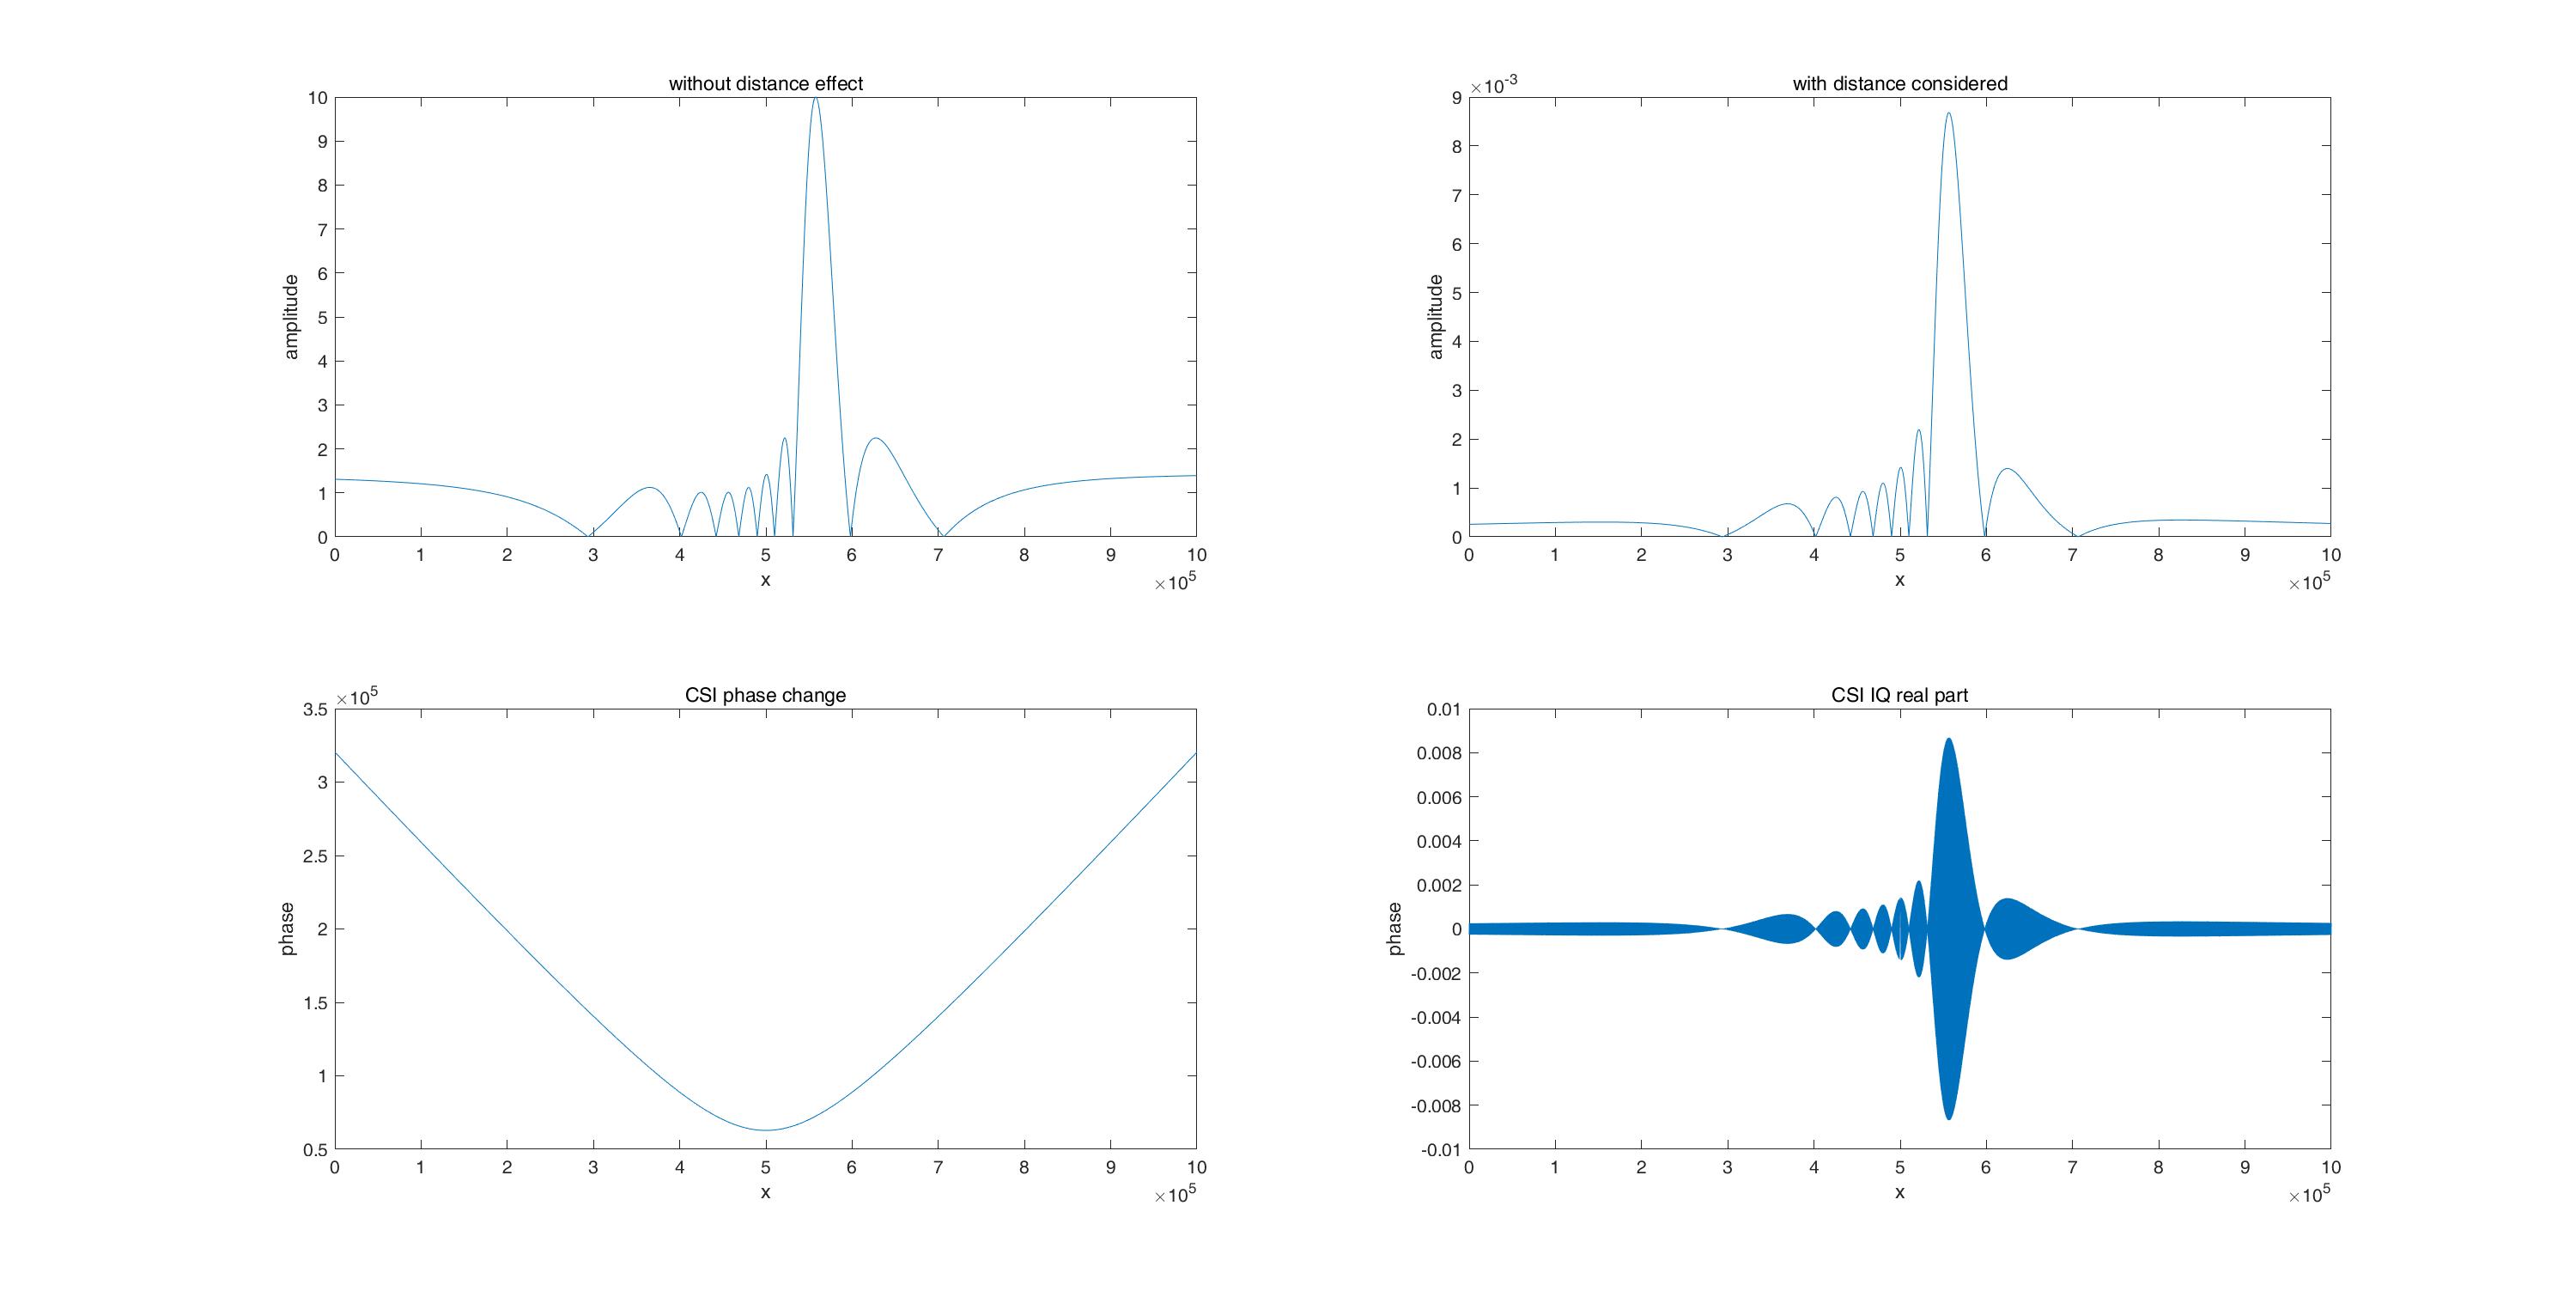 without distance effect
10
9
8
7
6
5
4
3
2
1
0
amplitude
0 1 2 3 4 5 6 7 8 9 10
x
×10^5
with distance considered
×10^-3
9
8
7
6
5
4
3
2
1
0
amplitude
0 1 2 3 4 5 6 7 8 9 10
x
×10^5
CSI phase change
×10^5
3.5
3
2.5
2
1.5
1
0.5
phase
0 1 2 3 4 5 6 7 8 9 10
x
×10^5
CSI IQ real part
0.01
0.008
0.006
0.004
0.002
0
-0.002
-0.004
-0.006
-0.008
-0.01
phase
0 1 2 3 4 5 6 7 8 9 10
x
×10^5